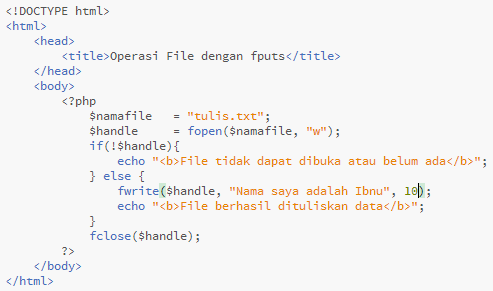 <!DOCTYPE html>
<html>
    <head>
        <title>Operasi File dengan fputs</title>
    </head>
    <body>
        <?php
            $namafile   = "tulis.txt";
            $handle     = fopen($namafile, "w");
            if(!$handle){
                echo "<b>File tidak dapat dibuka atau belum ada</b>";
            } else {
                fwrite($handle, "Nama saya adalah Ibnu", 10);
                echo "<b>File berhasil dituliskan data</b>";
            }
            fclose($handle);
        ?>
    </body>
</html>